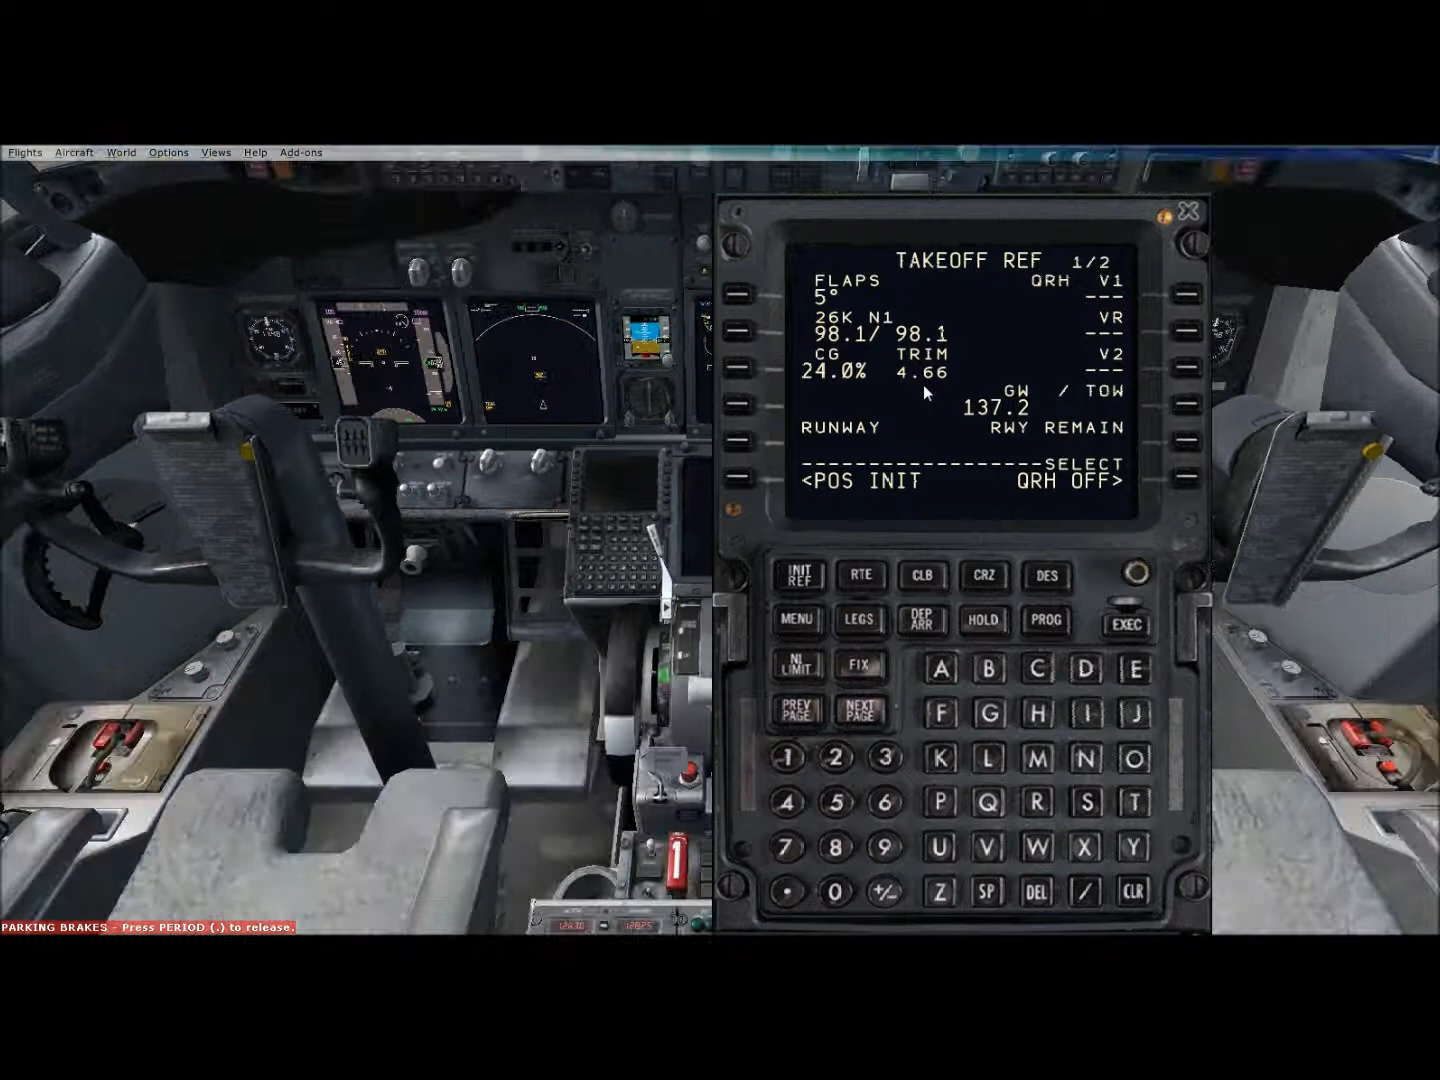 Flights Aircraft World Options Views Help Add-ons
TAKEOFF REF 1/2
FLAPS QRH V1
5° ---
26K N1 VR
98.1/ 98.1 ---
CG TRIM V2
24.0% 4.66 ---
GW / TOW
137.2
RUNWAY RWY REMAIN
------------------SELECT
<POS INIT QRH OFF>
INIT REF RTE CLB CRZ DES
MENU LEGS DEP ARR HOLD PROG EXEC
N1 LIMIT FIX A B C D E
PREV PAGE NEXT PAGE F G H I J
1 2 3 K L M N O
4 5 6 P Q R S T
7 8 9 U V W X Y
. 0 +/- Z SP DEL / CLR
PARKING BRAKES - Press PERIOD (.) to release.